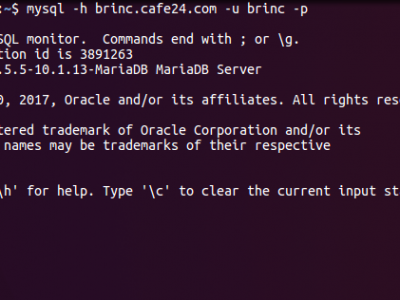 :~$ mysql -h brinc.cafe24.com -u brinc -p
SQL monitor. Commands end with ; or \g.
tion id is 3891263
.5.5-10.1.13-MariaDB MariaDB Server
0, 2017, Oracle and/or its affiliates. All rights res
tered trademark of Oracle Corporation and/or its
names may be trademarks of their respective
\h' for help. Type '\c' to clear the current input st